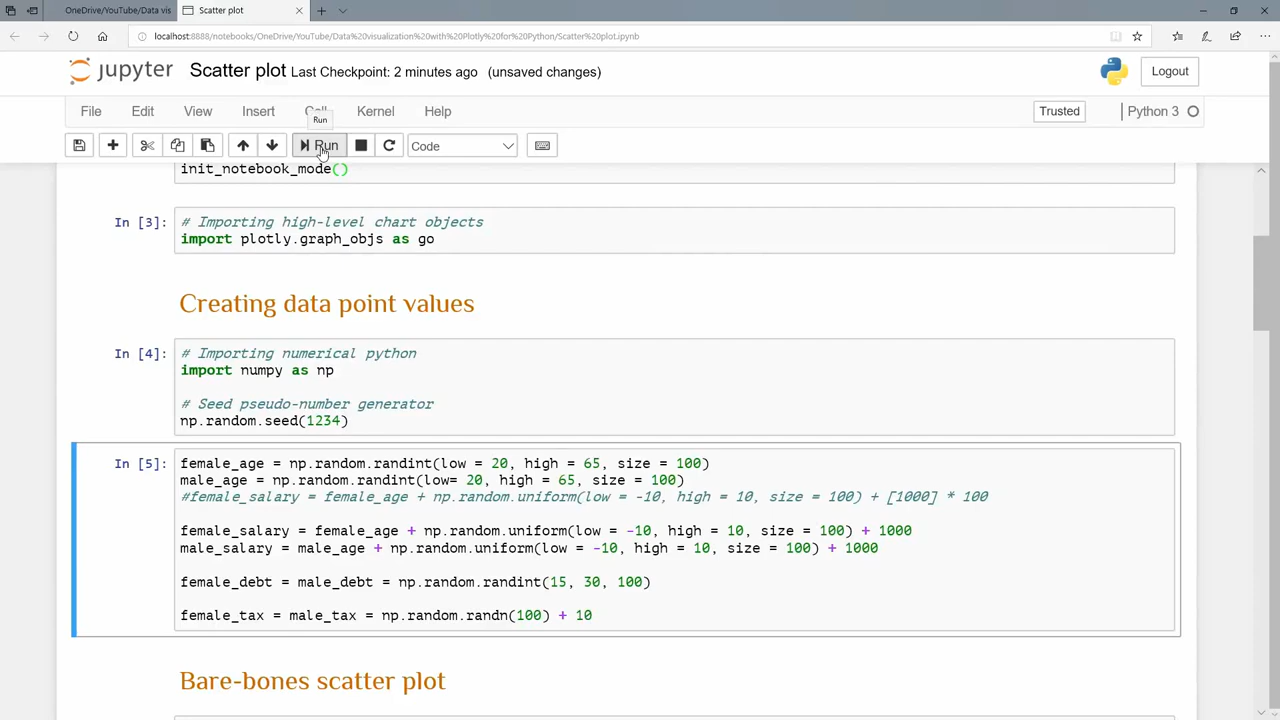 OneDrive/YouTube/Data vis
Scatter plot
localhost:8888/notebooks/OneDrive/YouTube/Data%20visualization%20with%20Plotly%20for%20Python/Scatter%20plot.ipynb
jupyter Scatter plot Last Checkpoint: 2 minutes ago (unsaved changes)
Logout
File Edit View Insert Cell Kernel Help
Trusted
Python 3
Run
Run
Code
init_notebook_mode()
In [3]:
# Importing high-level chart objects
import plotly.graph_objs as go
Creating data point values
In [4]:
# Importing numerical python
import numpy as np
# Seed pseudo-number generator
np.random.seed(1234)
In [5]:
female_age = np.random.randint(low = 20, high = 65, size = 100)
male_age = np.random.randint(low= 20, high = 65, size = 100)
#female_salary = female_age + np.random.uniform(low = -10, high = 10, size = 100) + [1000] * 100
female_salary = female_age + np.random.uniform(low = -10, high = 10, size = 100) + 1000
male_salary = male_age + np.random.uniform(low = -10, high = 10, size = 100) + 1000
female_debt = male_debt = np.random.randint(15, 30, 100)
female_tax = male_tax = np.random.randn(100) + 10
Bare-bones scatter plot